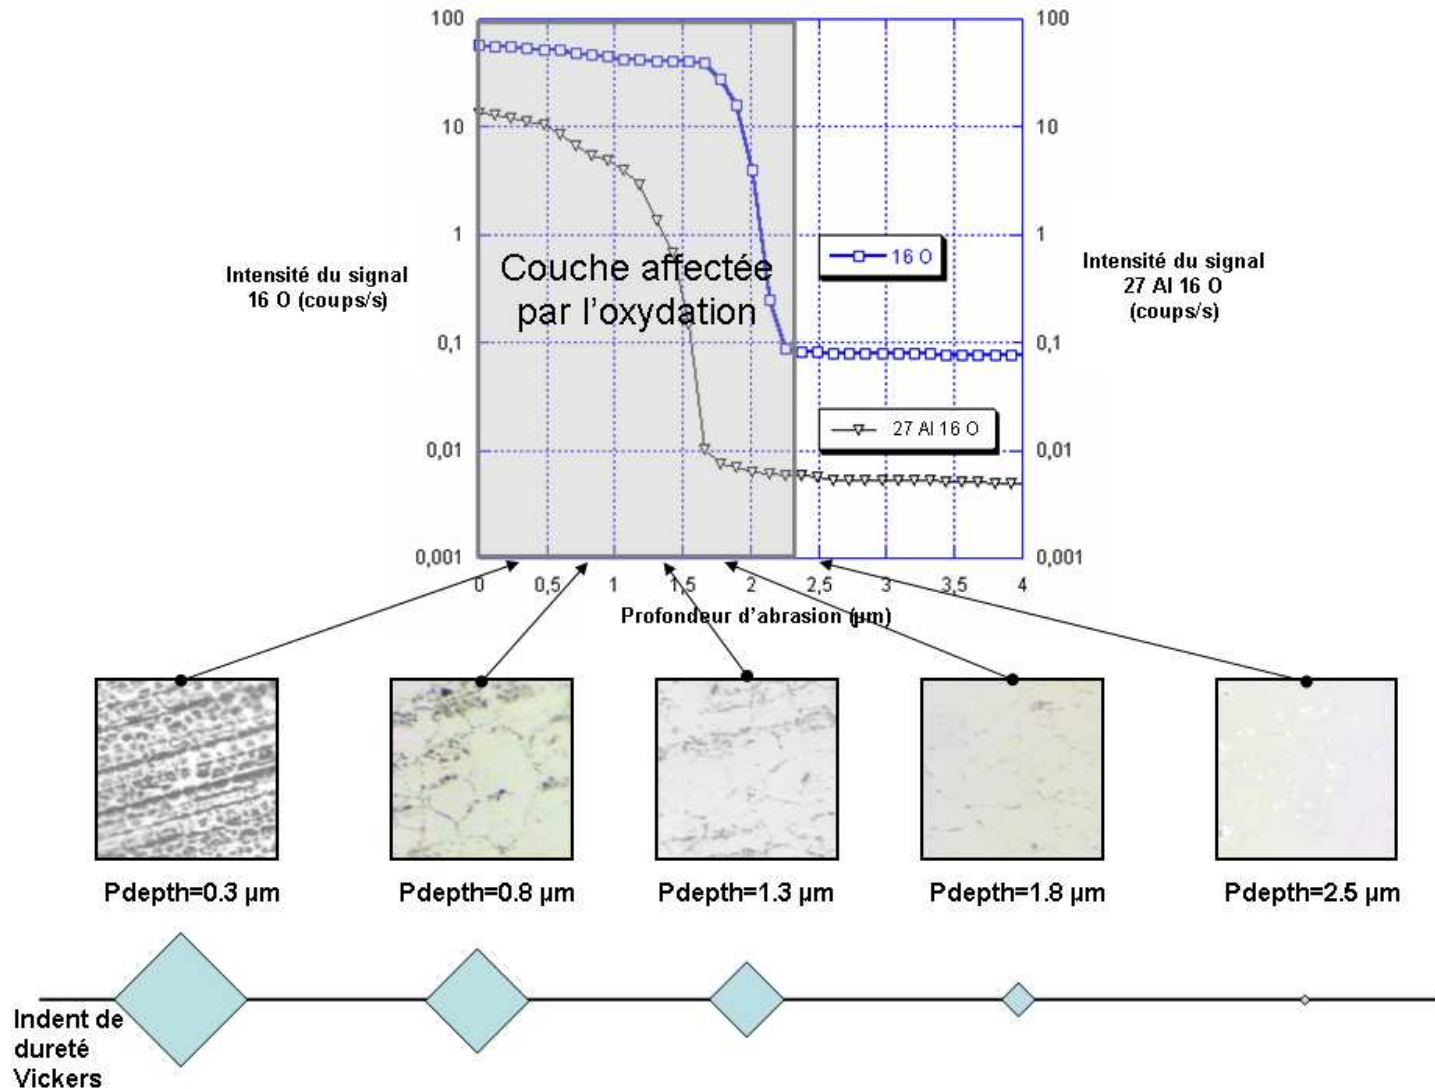 100
100
10
10
1
1
Intensité du signal
16 O (coups/s)
Couche affectée
par l'oxydation
16 O
Intensité du signal
27 Al 16 O
(coups/s)
0,1
0,1
27 Al 16 O
0,01
0,01
0,001
0,001
0 0,5 1 1,5 2 2,5 3 3,5 4
Profondeur d'abrasion (µm)
Pdepth=0.3 µm
Pdepth=0.8 µm
Pdepth=1.3 µm
Pdepth=1.8 µm
Pdepth=2.5 µm
Indent de
dureté
Vickers